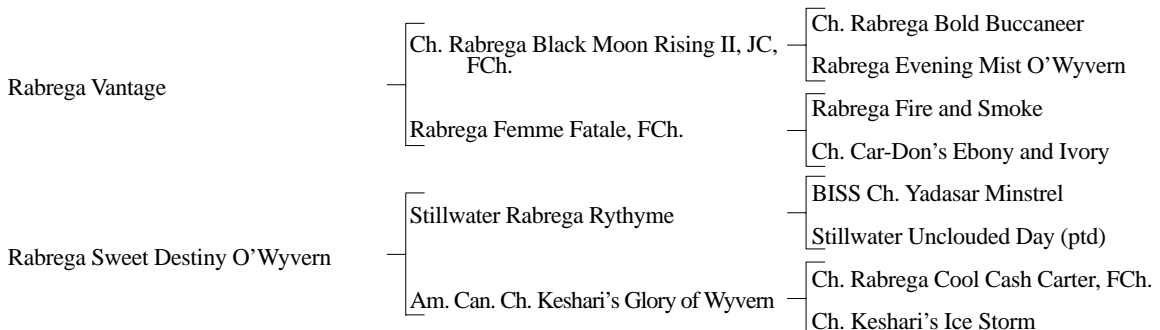 Ch. Rabrega Bold Buccaneer
Ch. Rabrega Black Moon Rising II, JC,
FCh.
Rabrega Evening Mist O’Wyvern
Rabrega Vantage
Rabrega Fire and Smoke
Rabrega Femme Fatale, FCh.
Ch. Car-Don’s Ebony and Ivory
BISS Ch. Yadasar Minstrel
Stillwater Rabrega Rythyme
Stillwater Unclouded Day (ptd)
Rabrega Sweet Destiny O’Wyvern
Ch. Rabrega Cool Cash Carter, FCh.
Am. Can. Ch. Keshari’s Glory of Wyvern
Ch. Keshari’s Ice Storm